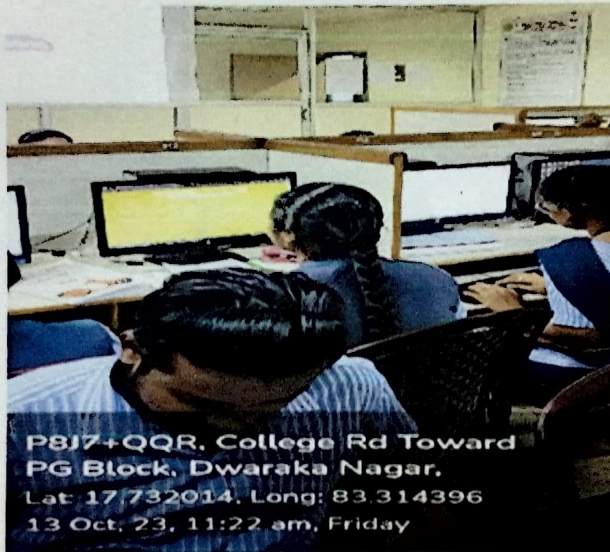 P8J7+QQR, College Rd Toward
PG Block, Dwaraka Nagar,
Lat: 17.732014, Long: 83.314396
13 Oct, 23, 11:22 am, Friday